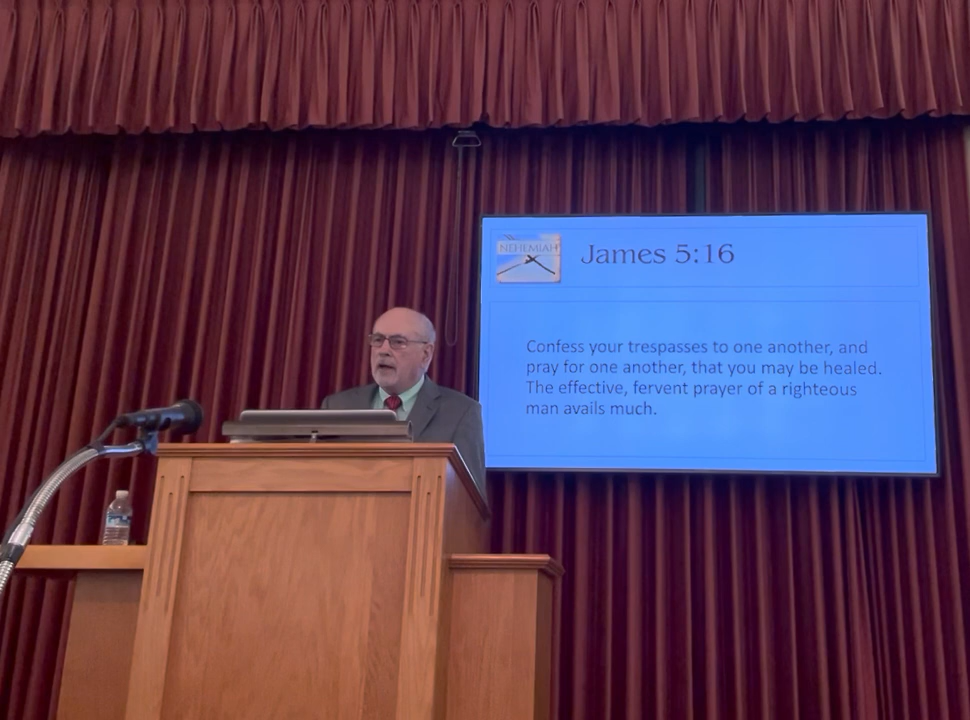 NEHEMIAH
James 5:16
Confess your trespasses to one another, and
pray for one another, that you may be healed.
The effective, fervent prayer of a righteous
man avails much.